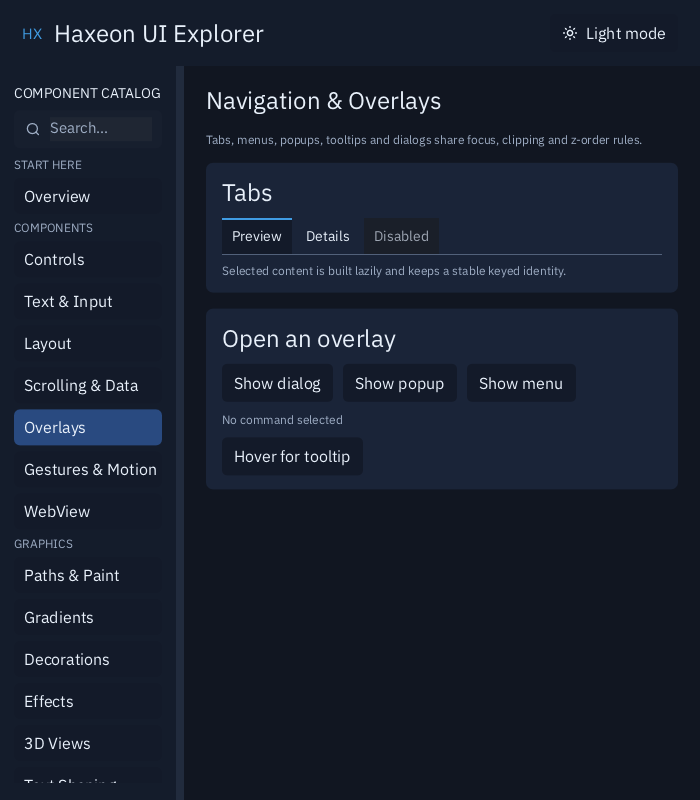 HX Haxeon UI Explorer
Light mode
COMPONENT CATALOG
Search...
START HERE
Overview
COMPONENTS
Controls
Text & Input
Layout
Scrolling & Data
Overlays
Gestures & Motion
WebView
GRAPHICS
Paths & Paint
Gradients
Decorations
Effects
3D Views
Text Shaping
Navigation & Overlays
Tabs, menus, popups, tooltips and dialogs share focus, clipping and z-order rules.
Tabs
Preview Details Disabled
Selected content is built lazily and keeps a stable keyed identity.
Open an overlay
Show dialog Show popup Show menu
No command selected
Hover for tooltip